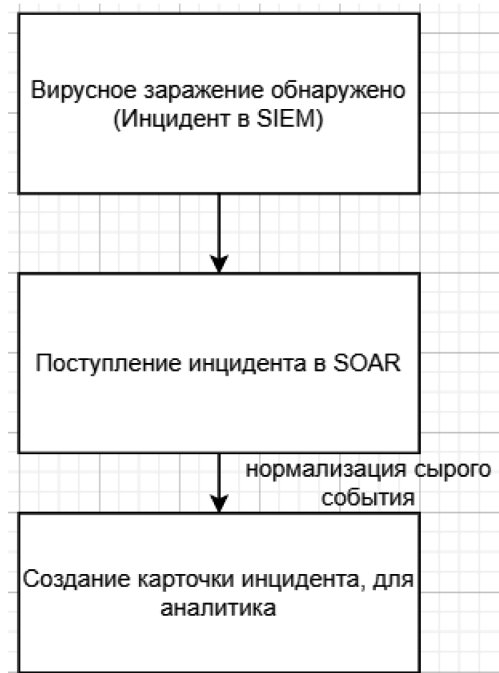 Вирусное заражение обнаружено
(Инцидент в SIEM)
Поступление инцидента в SOAR
нормализация сырого
события
Создание карточки инцидента, для
аналитика